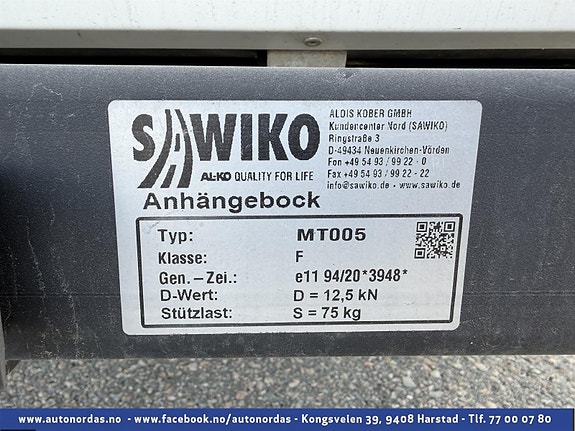 SAWIKO
AL-KO QUALITY FOR LIFE
ALOIS KOBER GMBH
Kundencenter Nord (SAWIKO)
Ringstraße 3
D-49434 Neuenkirchen-Vörden
Fon +49 54 93 / 99 22 - 0
Fax +49 54 93 / 99 22 - 22
info@sawiko.de - www.sawiko.de
Anhängebock
Typ: MT005
Klasse: F
Gen. – Zei.: e11 94/20*3948*
D-Wert: D = 12,5 kN
Stützlast: S = 75 kg
www.autonordas.no - www.facebook.no/autonordas - Kongsveien 39, 9408 Harstad - Tlf. 77 00 07 80